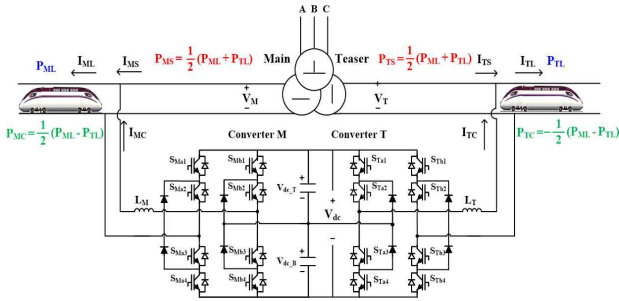 A B C
P_ML
I_ML
I_MS
P_MS = 1/2 (P_ML + P_TL)
Main
Teaser
P_TS = 1/2 (P_ML + P_TL)
I_TS
I_TL
P_TL
+
V_M
−
+
V_T
−
P_MC = 1/2 (P_ML - P_TL)
I_MC
Converter M
Converter T
I_TC
P_TC = −1/2 (P_ML - P_TL)
S_Ma1
S_Mb1
S_Ta1
S_Tb1
S_Ma2
S_Mb2
+
V_dc_T
−
+
V_dc
−
S_Ta2
S_Tb2
L_M
L_T
S_Ma3
S_Mb3
+
V_dc_B
−
S_Ta3
S_Tb3
S_Ma4
S_Mb4
S_Ta4
S_Tb4